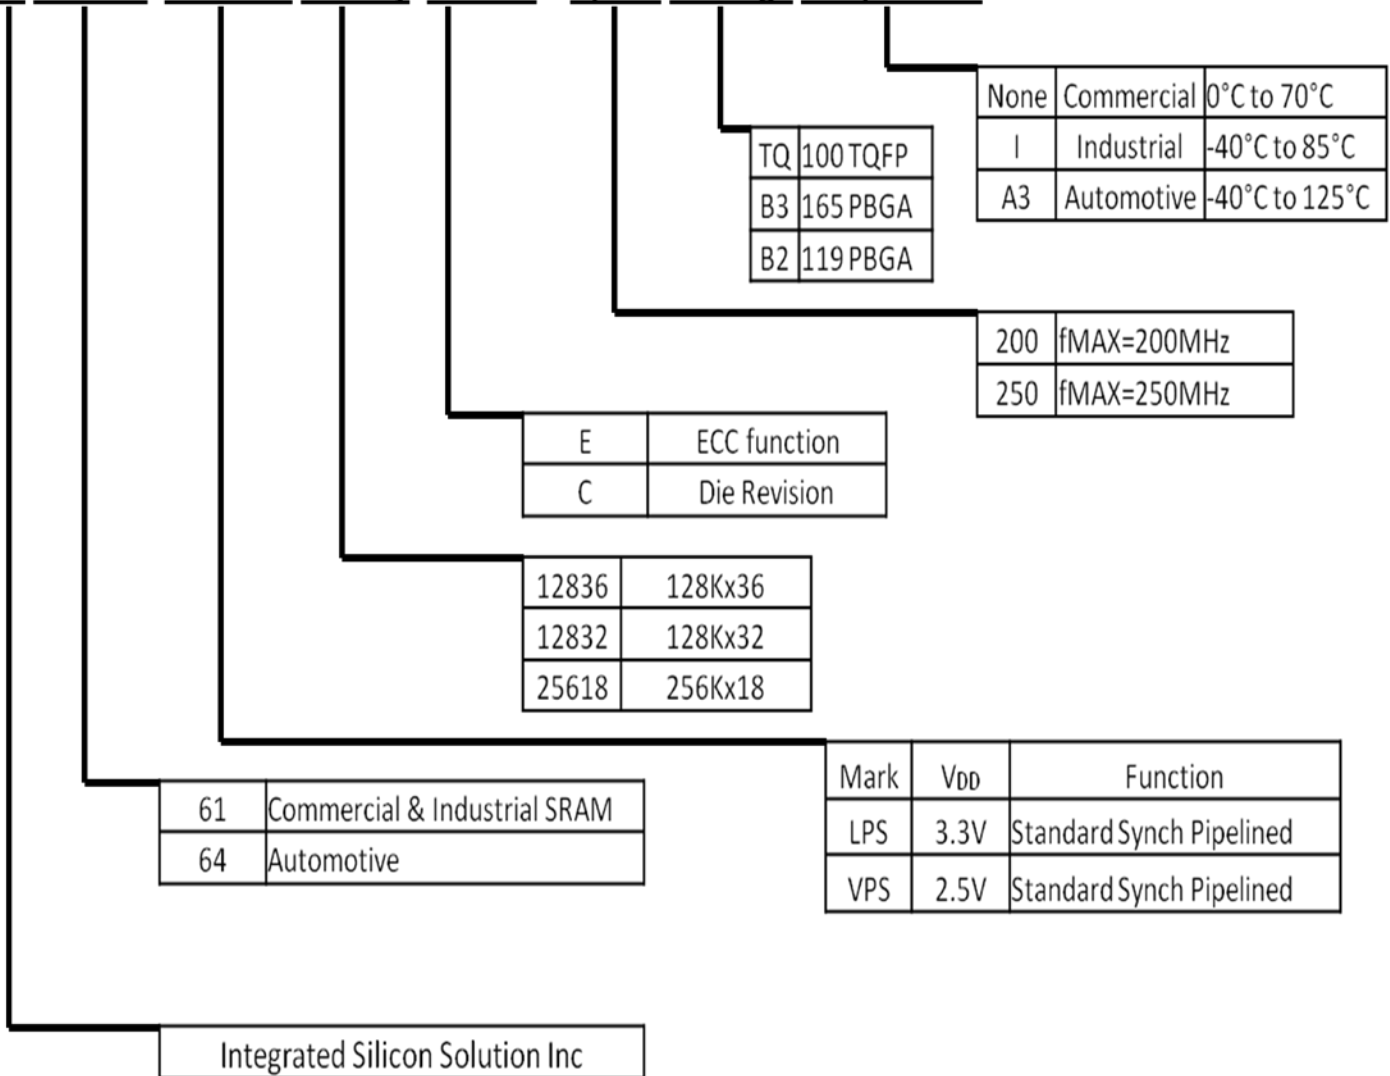 None Commercial 0°C to 70°C
I Industrial -40°C to 85°C
A3 Automotive -40°C to 125°C
TQ 100 TQFP
B3 165 PBGA
B2 119 PBGA
200 fMAX=200MHz
250 fMAX=250MHz
E ECC function
C Die Revision
12836 128Kx36
12832 128Kx32
25618 256Kx18
Mark VDD Function
LPS 3.3V Standard Synch Pipelined
VPS 2.5V Standard Synch Pipelined
61 Commercial & Industrial SRAM
64 Automotive
Integrated Silicon Solution Inc